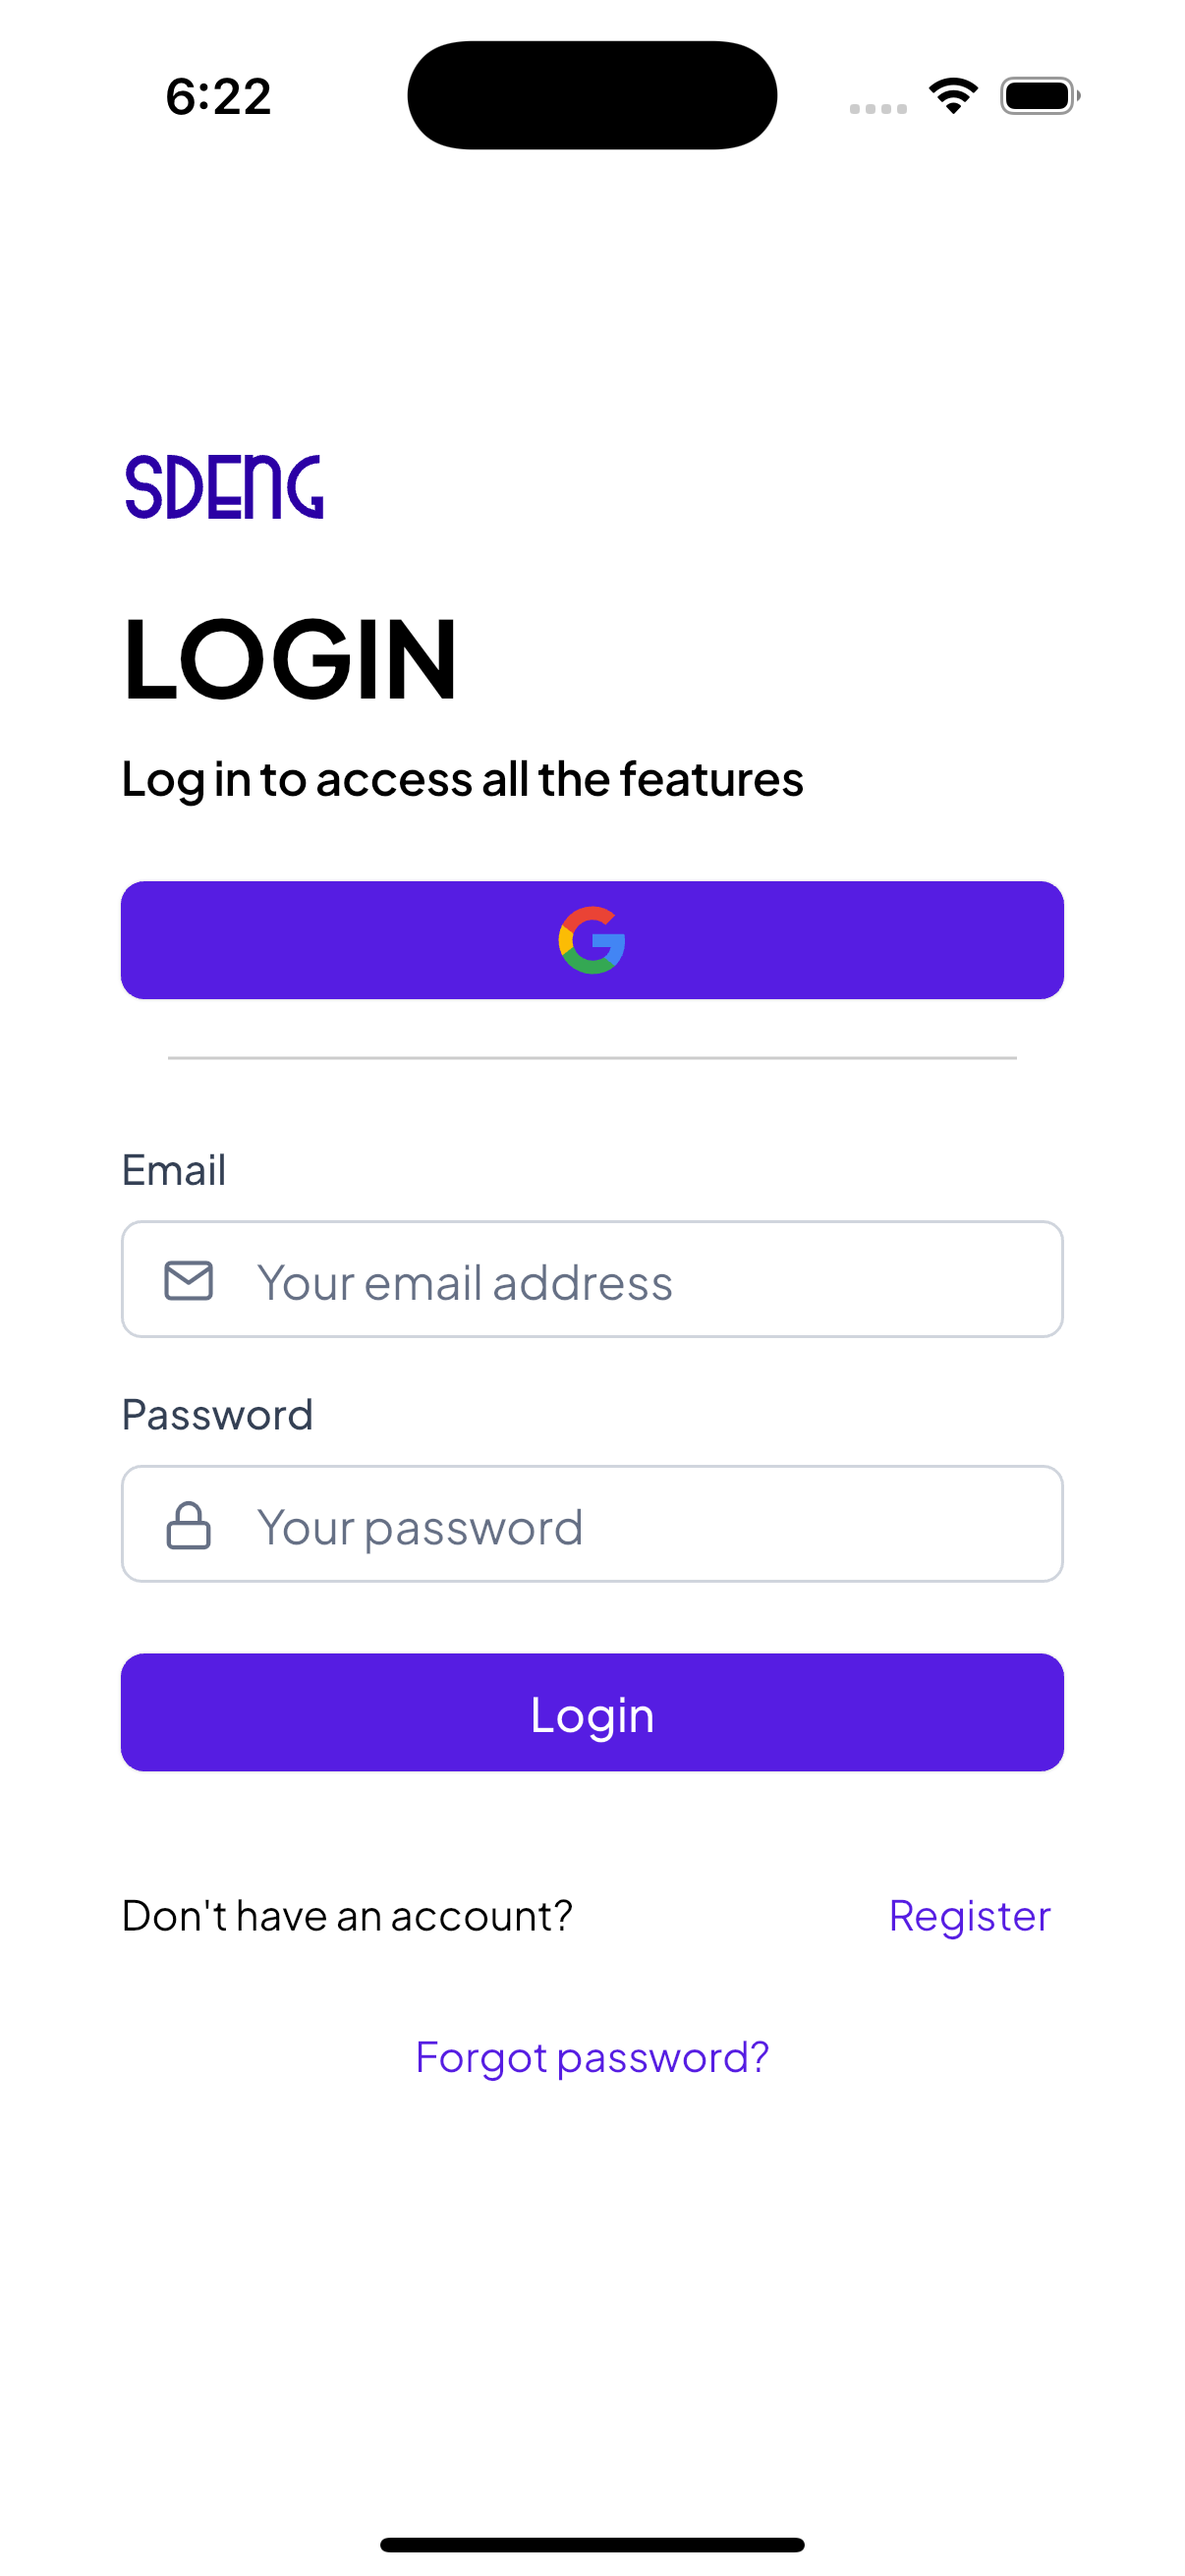 6:22
SDENG
LOGIN
Log in to access all the features
Email
Your email address
Password
Your password
Login
Don't have an account? Register
Forgot password?